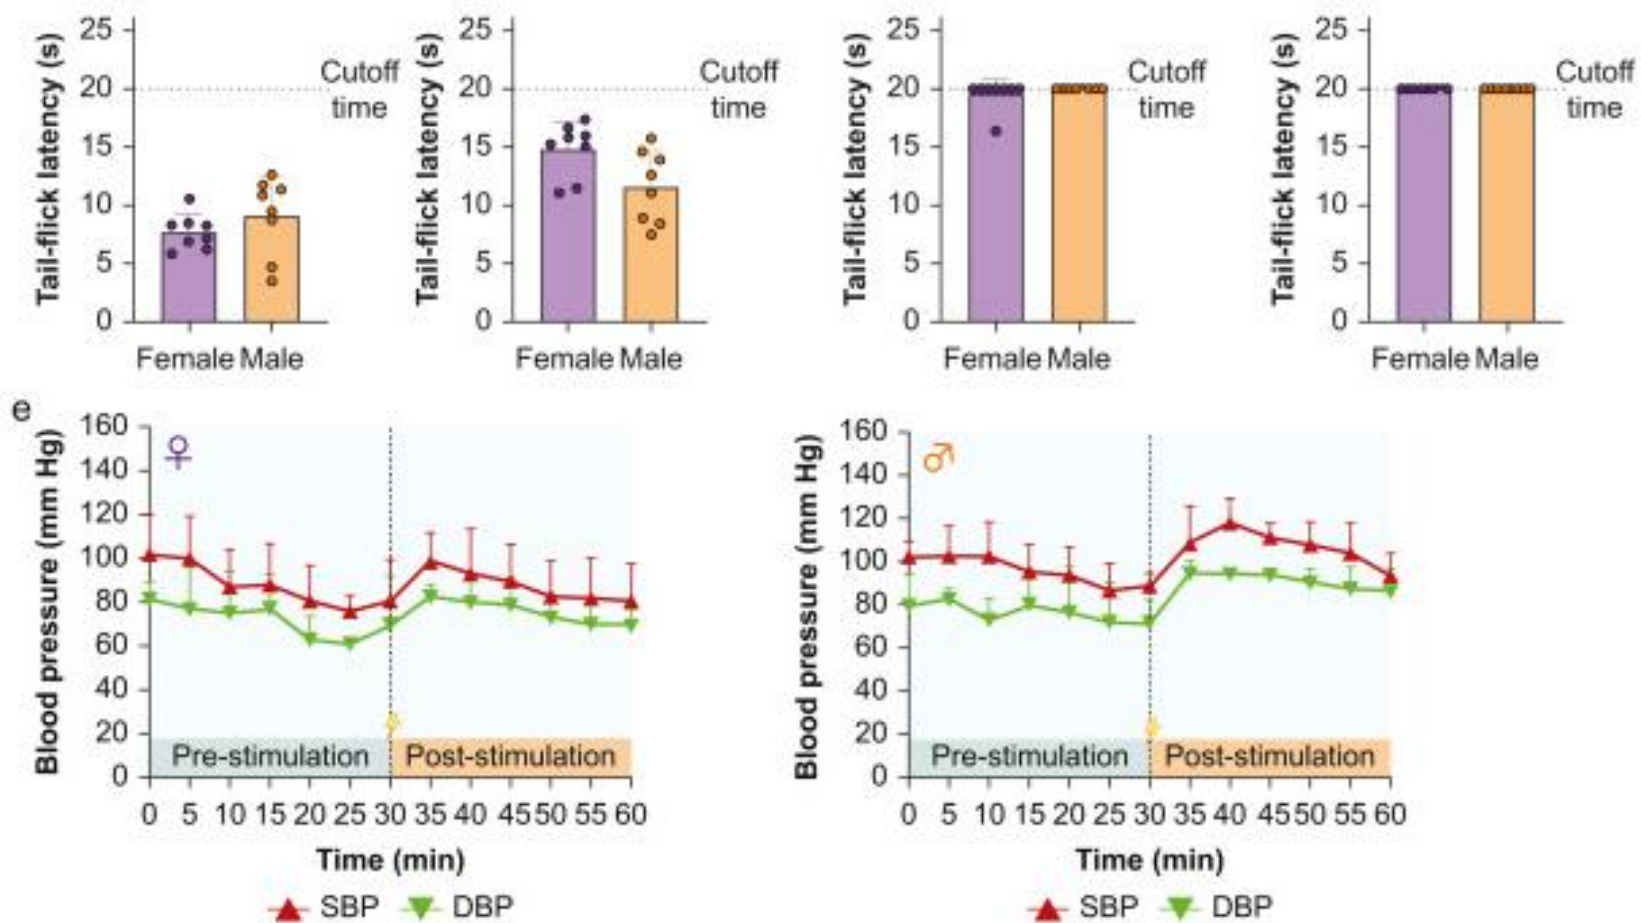 Tail-flick latency (s)
25
20
15
10
5
0
Cutoff
time
Female Male
Tail-flick latency (s)
25
20
15
10
5
0
Cutoff
time
Female Male
Tail-flick latency (s)
25
20
15
10
5
0
Cutoff
time
Female Male
Tail-flick latency (s)
25
20
15
10
5
0
Cutoff
time
Female Male
e
Blood pressure (mm Hg)
160
140
120
100
80
60
40
20
0
♀
Pre-stimulation
Post-stimulation
0 5 10 15 20 25 30 35 40 45 50 55 60
Time (min)
SBP DBP
Blood pressure (mm Hg)
160
140
120
100
80
60
40
20
0
♂
Pre-stimulation
Post-stimulation
0 5 10 15 20 25 30 35 40 45 50 55 60
Time (min)
SBP DBP